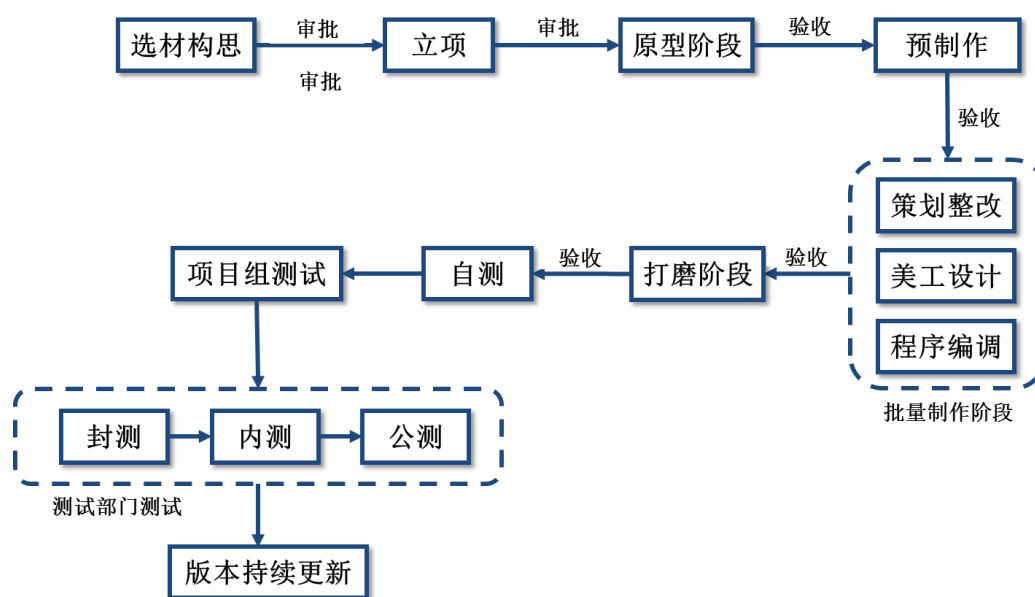 选材构思
审批
审批
立项
审批
原型阶段
验收
预制作
验收
策划整改
美工设计
程序编调
批量制作阶段
验收
打磨阶段
验收
自测
项目组测试
封测
内测
公测
测试部门测试
版本持续更新